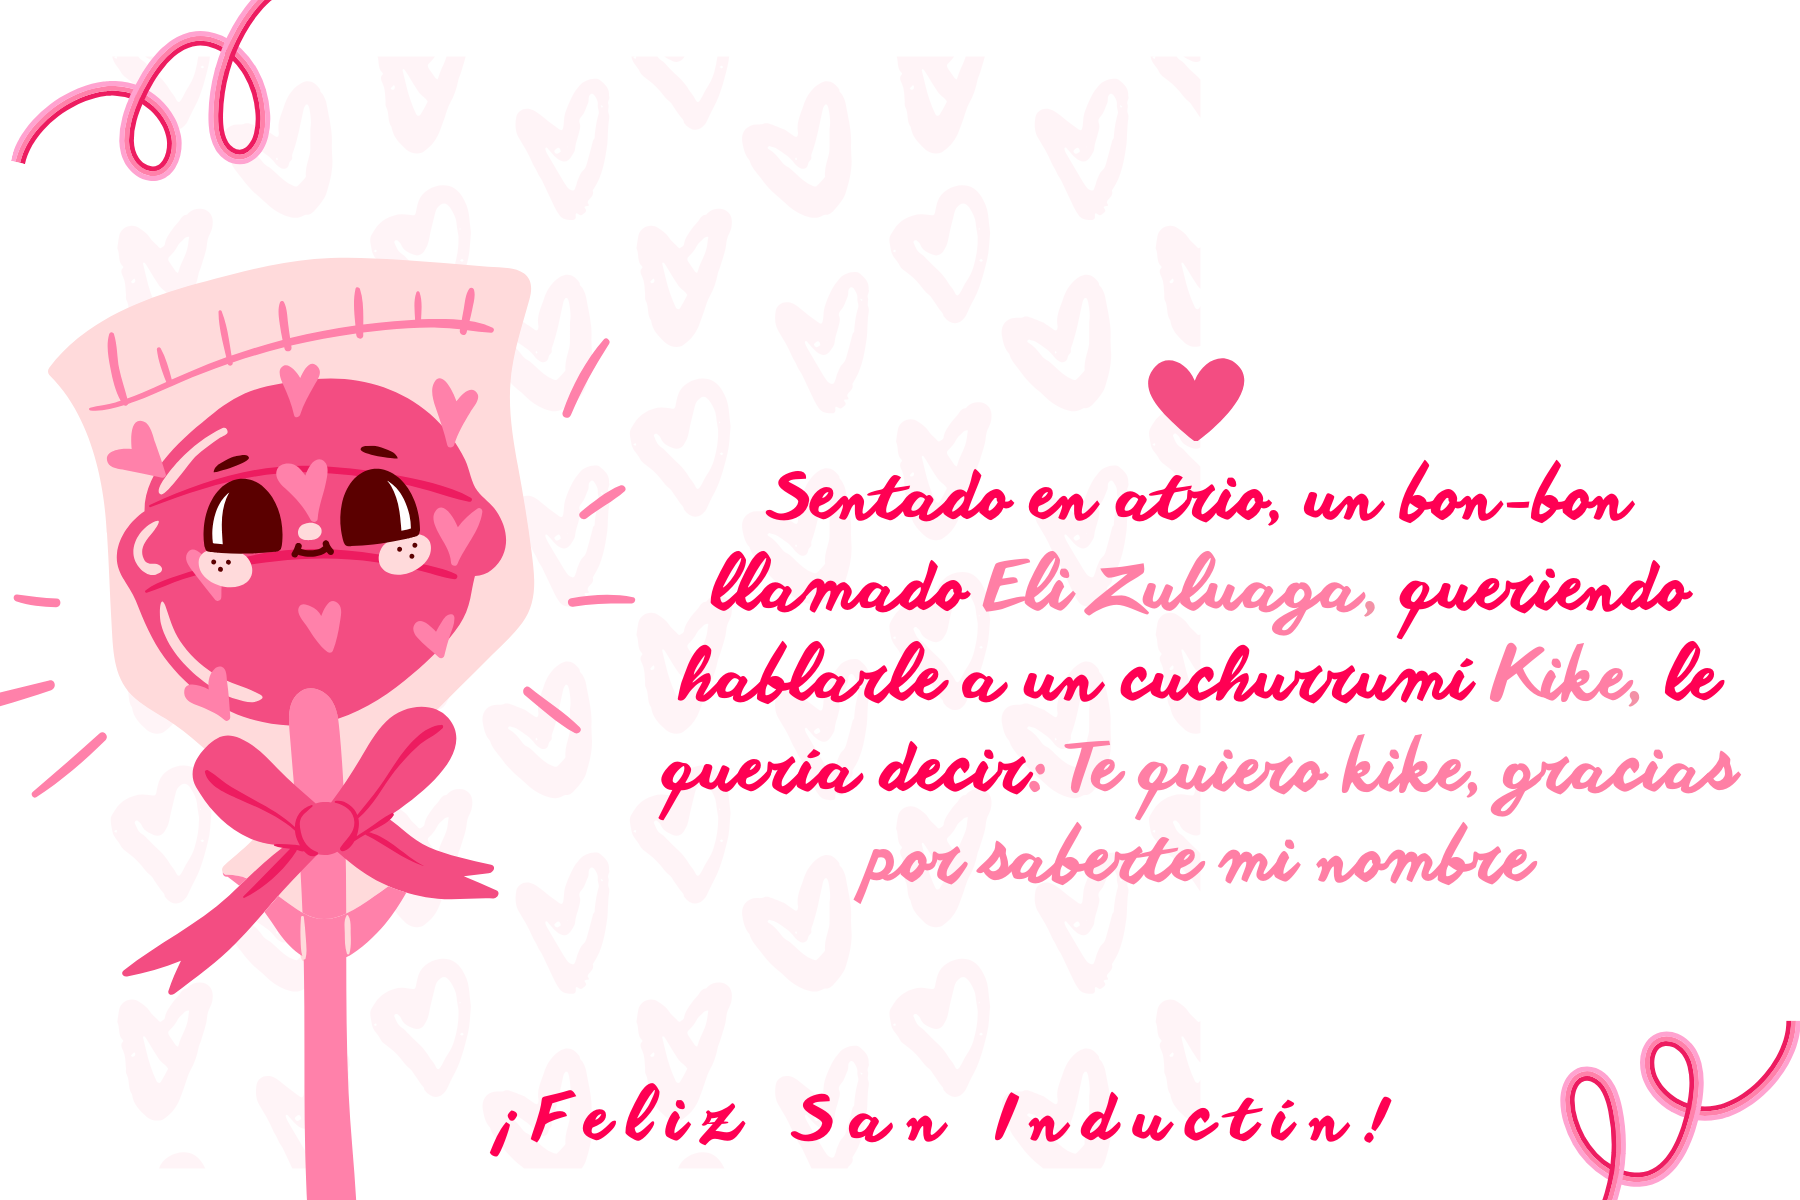 Sentado en atrio, un bon-bon
llamado Eli Zuluaga, queriendo
hablarle a un cuchurrumí Kike, le
quería decir: Te quiero kike, gracias
por saberte mi nombre
¡Feliz San Inductín!